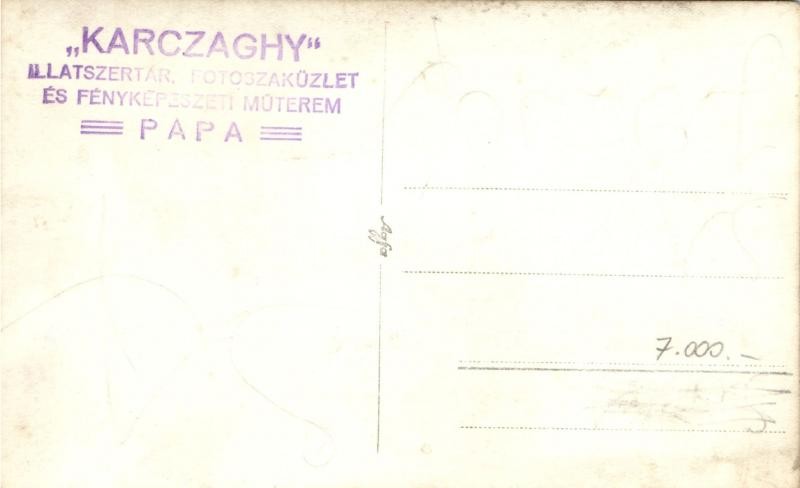 „KARCZAGHY“
ILLATSZERTÁR, FOTOSZAKÜZLET
ÉS FÉNYKÉPÉSZETI MŰTEREM
PÁPA
Agfa
7.000.—